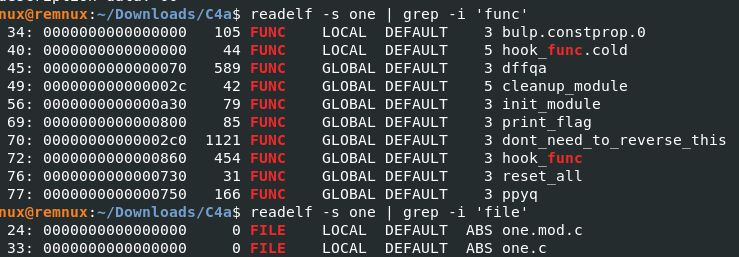 nux@remnux:~/Downloads/C4a$ readelf -s one | grep -i 'func'
34: 0000000000000000 105 FUNC LOCAL DEFAULT 3 bulp.constprop.0
40: 0000000000000000 44 FUNC LOCAL DEFAULT 5 hook_func.cold
45: 0000000000000070 589 FUNC GLOBAL DEFAULT 3 dffqa
49: 000000000000002c 42 FUNC GLOBAL DEFAULT 5 cleanup_module
56: 0000000000000a30 79 FUNC GLOBAL DEFAULT 3 init_module
69: 0000000000000800 85 FUNC GLOBAL DEFAULT 3 print_flag
70: 00000000000002c0 1121 FUNC GLOBAL DEFAULT 3 dont_need_to_reverse_this
72: 0000000000000860 454 FUNC GLOBAL DEFAULT 3 hook_func
76: 0000000000000730 31 FUNC GLOBAL DEFAULT 3 reset_all
77: 0000000000000750 166 FUNC GLOBAL DEFAULT 3 ppyq
nux@remnux:~/Downloads/C4a$ readelf -s one | grep -i 'file'
24: 0000000000000000 0 FILE LOCAL DEFAULT ABS one.mod.c
33: 0000000000000000 0 FILE LOCAL DEFAULT ABS one.c